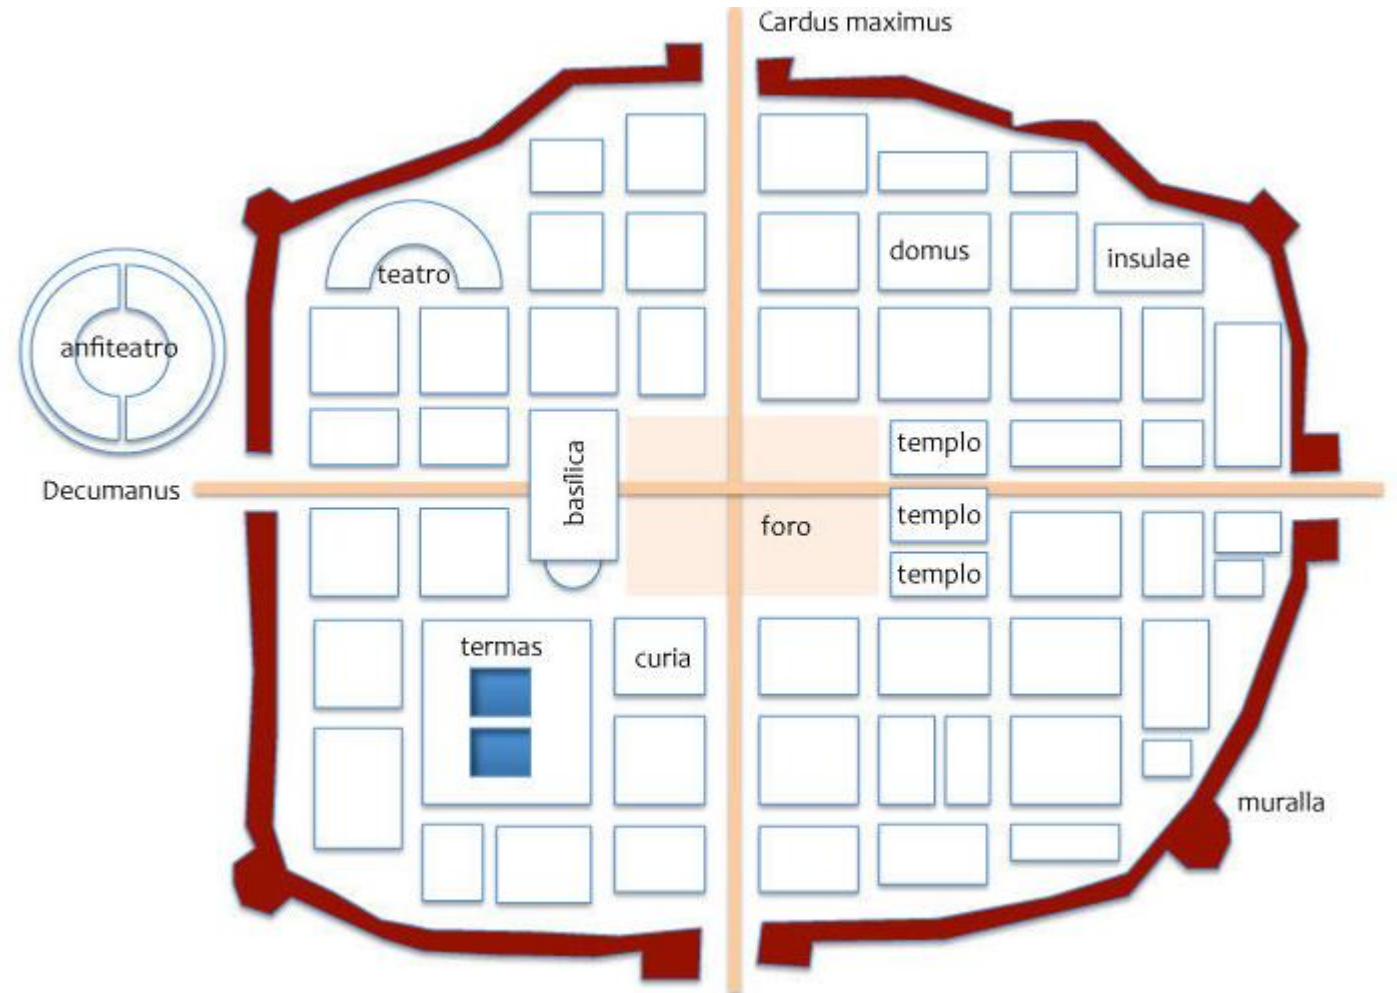 Cardus maximus
teatro
domus
insulae
anfiteatro
basílica
templo
Decumanus
templo
foro
templo
termas
curia
muralla